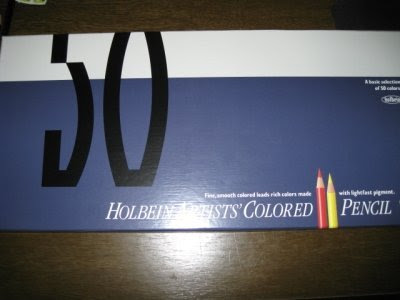 50
A basic selection
of 50 colors
holbein
Fine, smooth colored leads rich colors made with lightfast pigment.
HOLBEIN ARTISTS' COLORED PENCIL